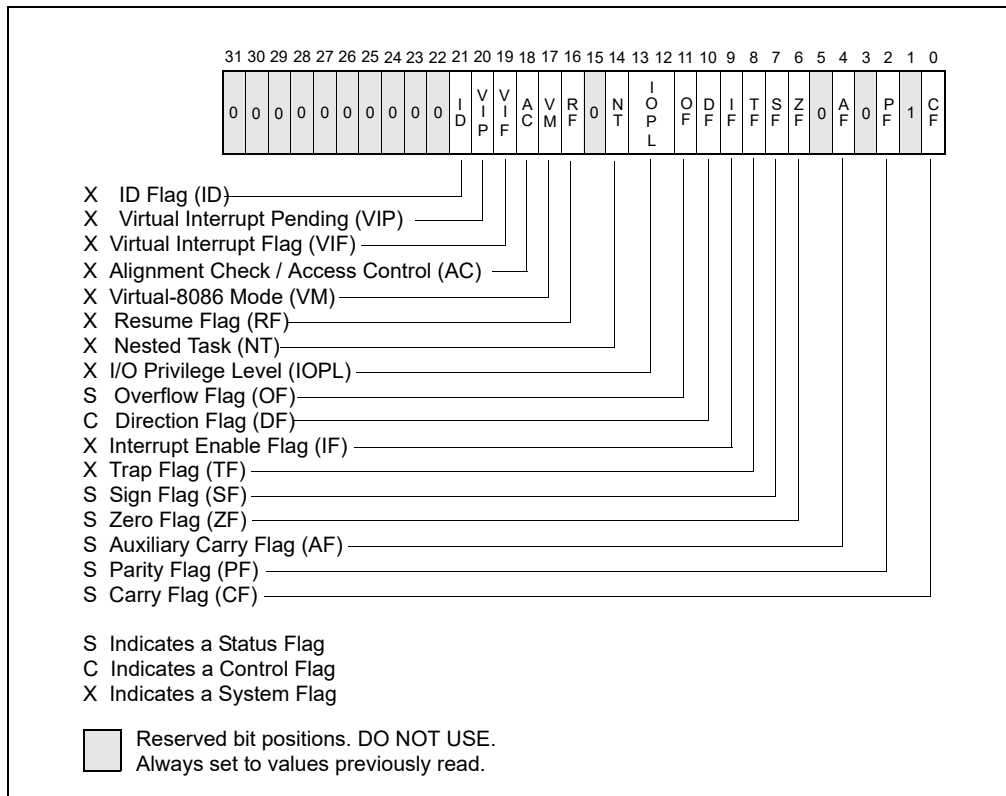 31 30 29 28 27 26 25 24 23 22 21 20 19 18 17 16 15 14 13 12 11 10 9 8 7 6 5 4 3 2 1 0
0 0 0 0 0 0 0 0 0 0 ID VIP VIF AC VM RF 0 NT IOPL OF DF IF TF SF ZF 0 AF 0 PF 1 CF
X ID Flag (ID)
X Virtual Interrupt Pending (VIP)
X Virtual Interrupt Flag (VIF)
X Alignment Check / Access Control (AC)
X Virtual-8086 Mode (VM)
X Resume Flag (RF)
X Nested Task (NT)
X I/O Privilege Level (IOPL)
S Overflow Flag (OF)
C Direction Flag (DF)
X Interrupt Enable Flag (IF)
X Trap Flag (TF)
S Sign Flag (SF)
S Zero Flag (ZF)
S Auxiliary Carry Flag (AF)
S Parity Flag (PF)
S Carry Flag (CF)
S Indicates a Status Flag
C Indicates a Control Flag
X Indicates a System Flag
Reserved bit positions. DO NOT USE.
Always set to values previously read.